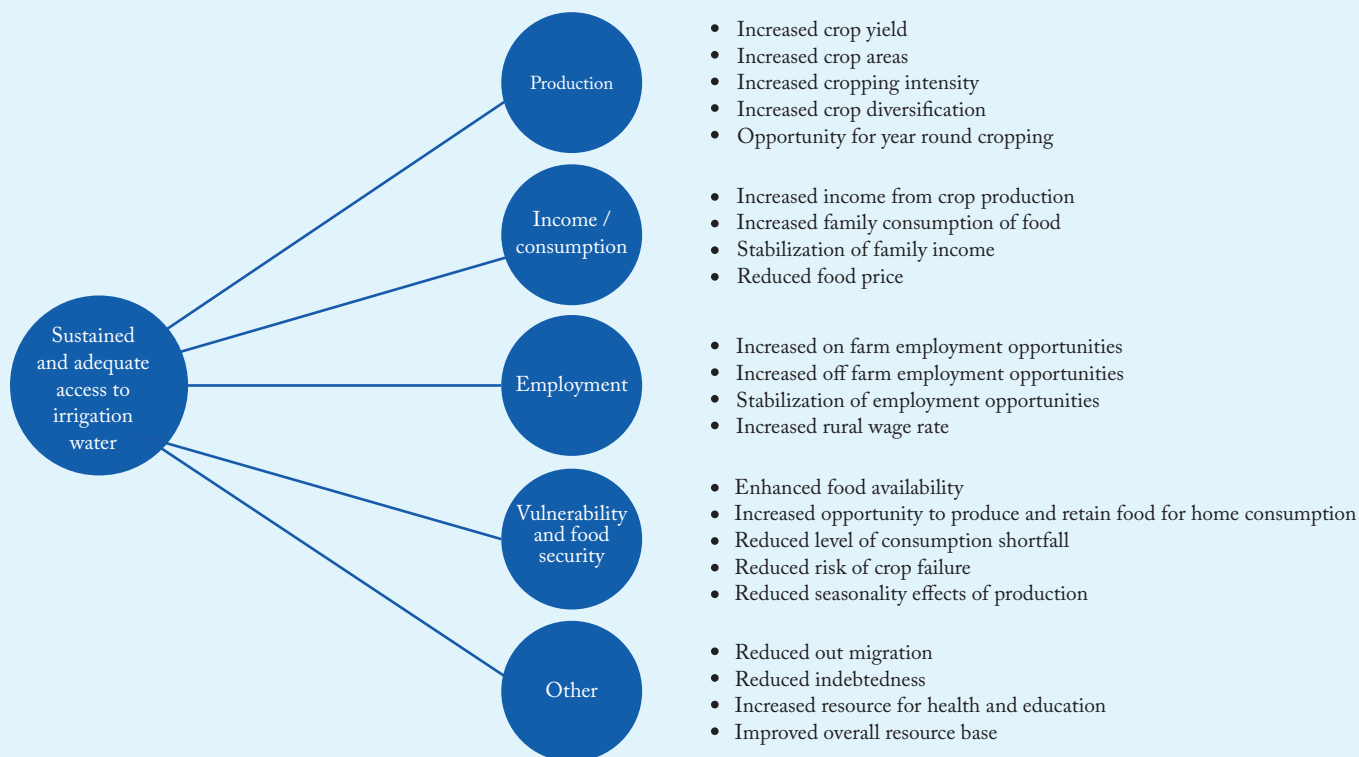 Sustained
and adequate
access to
irrigation
water
Production
• Increased crop yield
• Increased crop areas
• Increased cropping intensity
• Increased crop diversification
• Opportunity for year round cropping
Income /
consumption
• Increased income from crop production
• Increased family consumption of food
• Stabilization of family income
• Reduced food price
Employment
• Increased on farm employment opportunities
• Increased off farm employment opportunities
• Stabilization of employment opportunities
• Increased rural wage rate
Vulnerability
and food
security
• Enhanced food availability
• Increased opportunity to produce and retain food for home consumption
• Reduced level of consumption shortfall
• Reduced risk of crop failure
• Reduced seasonality effects of production
Other
• Reduced out migration
• Reduced indebtedness
• Increased resource for health and education
• Improved overall resource base